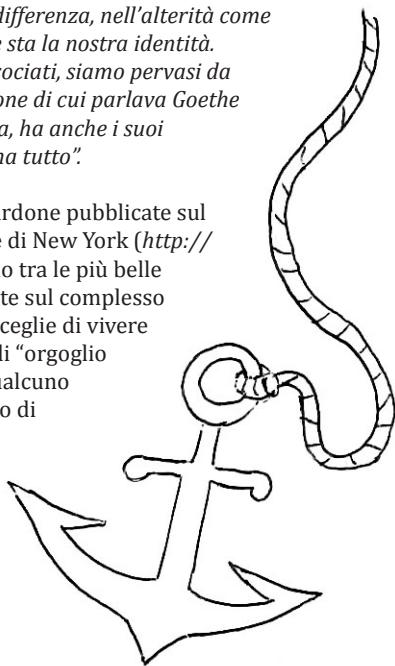 differenza, nell’alterità come
e sta la nostra identità.
rociati, siamo pervasi da
one di cui parlava Goethe
a, ha anche i suoi
na tutto”.
ardone pubblicate sul
e di New York (http://
o tra le più belle
te sul complesso
ceglie di vivere
di “orgoglio
ualcuno
o di